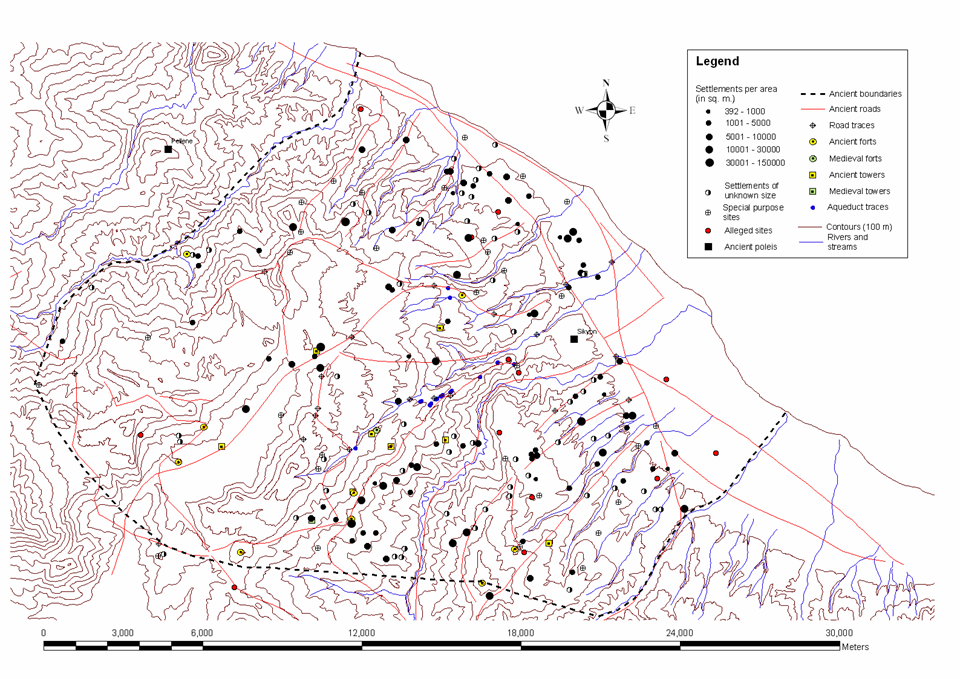 N
W
E
S
Pellene
Sikyon
Legend
Settlements per area
(in sq. m.)
392 - 1000
1001 - 5000
5001 - 10000
10001 - 30000
30001 - 150000
Settlements of
unknown size
Special purpose
sites
Alleged sites
Ancient poleis
Ancient boundaries
Ancient roads
Road traces
Ancient forts
Medieval forts
Ancient towers
Medieval towers
Aqueduct traces
Contours (100 m)
Rivers and
streams
0 3,000 6,000 12,000 18,000 24,000 30,000
Meters